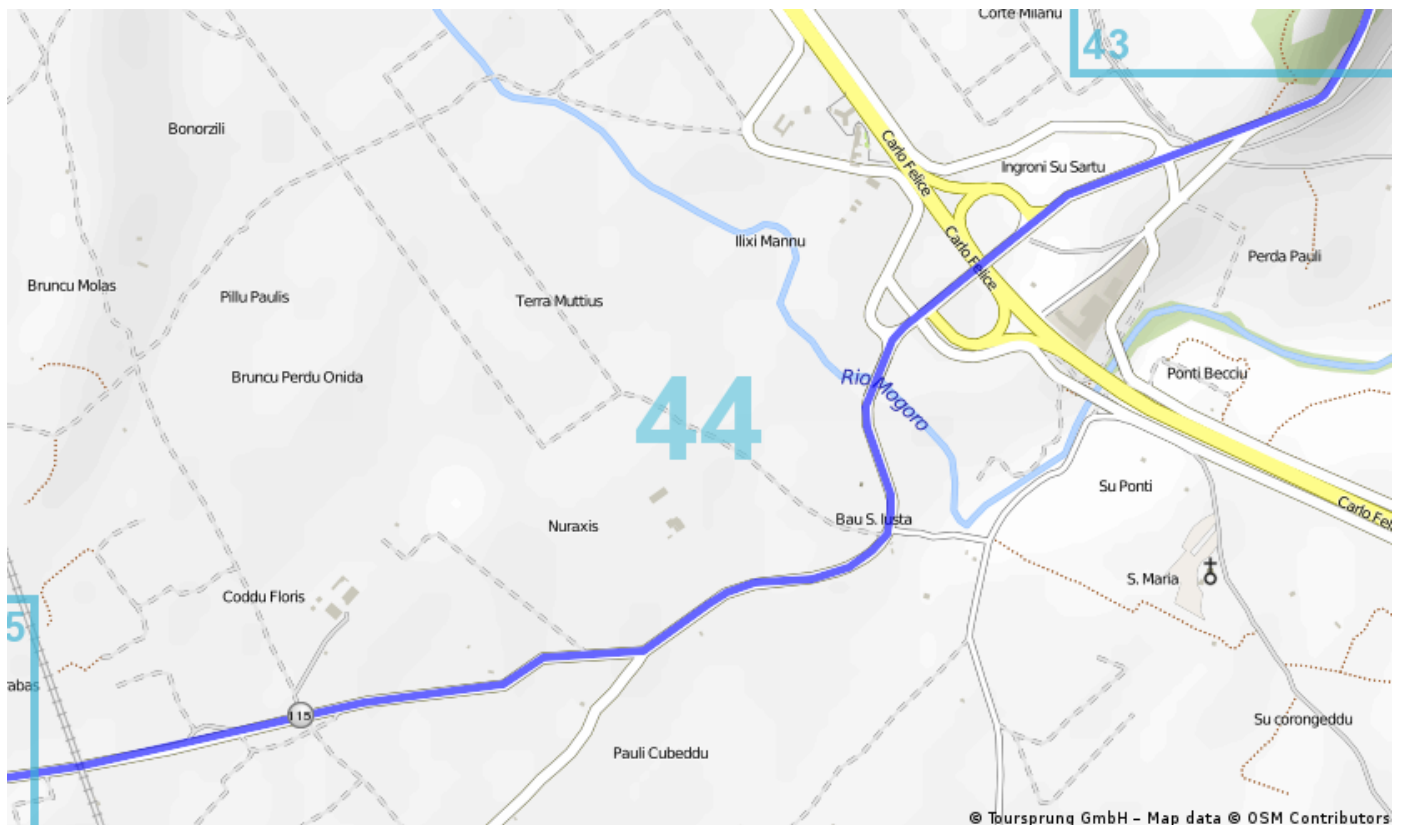 Corte Milanu
43
Bonorzili
Carlo Felice
Ingroni Su Sartu
Ilixi Mannu
Carlo Felice
Perda Pauli
Bruncu Molas
Pillu Paulis
Terra Muttius
Bruncu Perdu Onida
Rio Mogoro
Ponti Becciu
44
Su Ponti
Carlo Fel
Nuraxis
Bau S. Iusta
S. Maria
Coddu Floris
5
abas
115
Su corongeddu
Pauli Cubeddu
© Toursprung GmbH – Map data © OSM Contributors